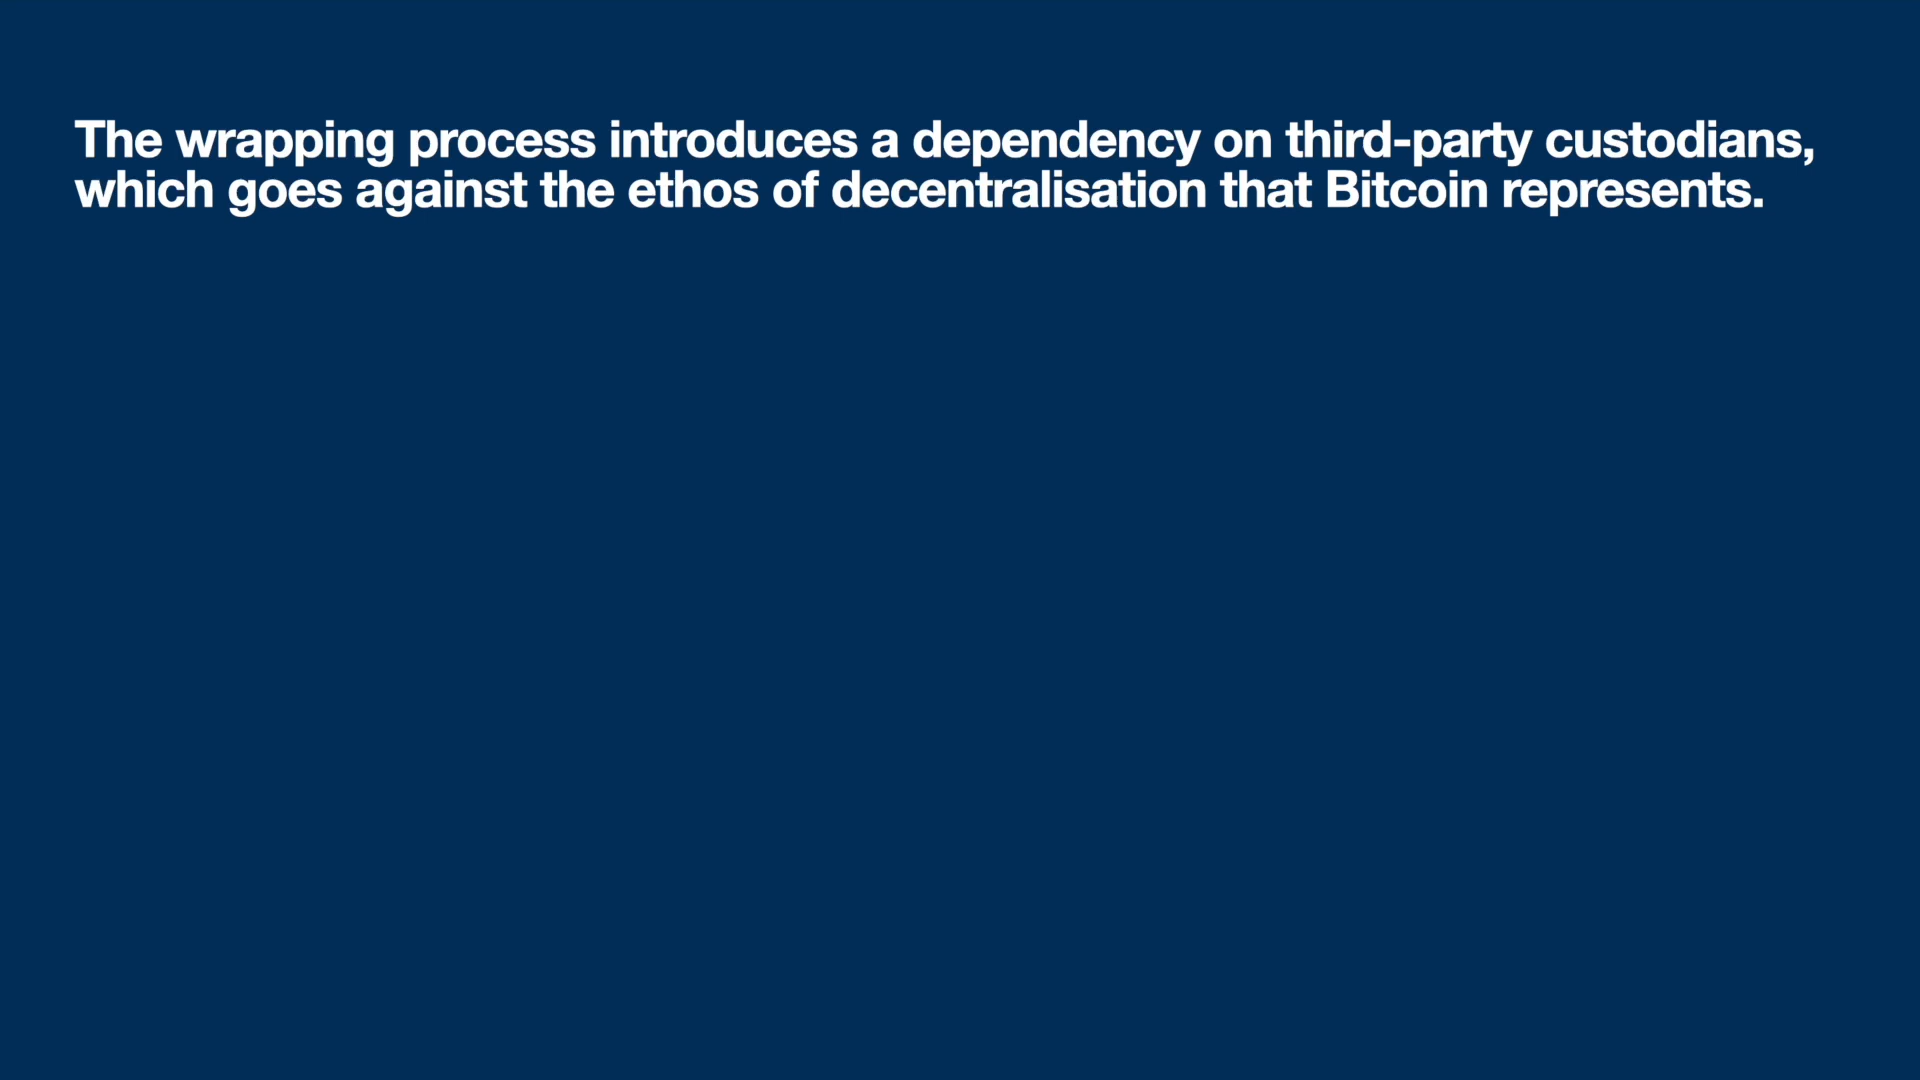 The wrapping process introduces a dependency on third-party custodians,
which goes against the ethos of decentralisation that Bitcoin represents.